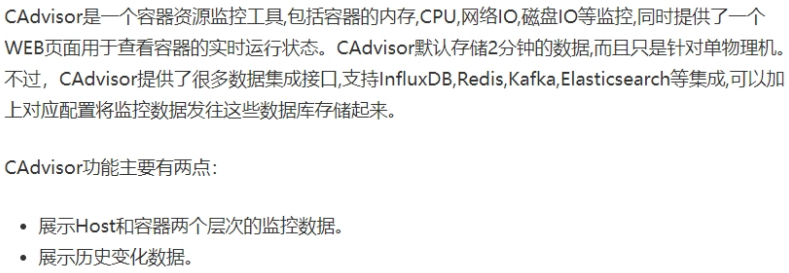 CAdvisor是一个容器资源监控工具,包括容器的内存,CPU,网络IO,磁盘IO等监控,同时提供了一个
WEB页面用于查看容器的实时运行状态。CAdvisor默认存储2分钟的数据,而且只是针对单物理机。
不过，CAdvisor提供了很多数据集成接口,支持InfluxDB,Redis,Kafka,Elasticsearch等集成,可以加
上对应配置将监控数据发往这些数据库存储起来。
CAdvisor功能主要有两点：
• 展示Host和容器两个层次的监控数据。
• 展示历史变化数据。